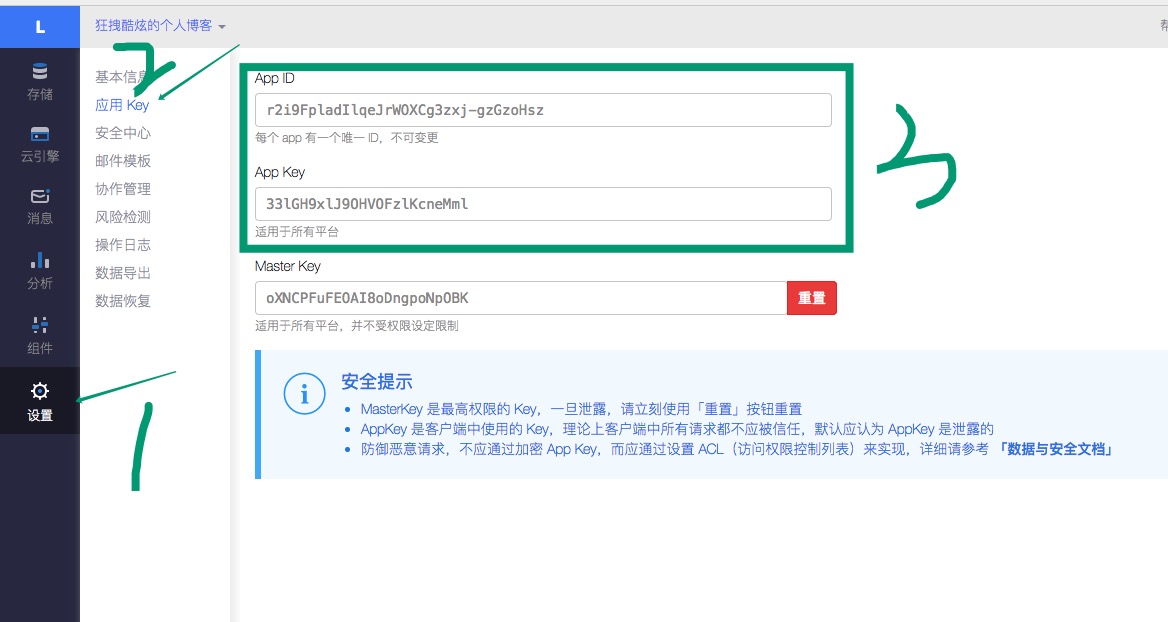 L
狂拽酷炫的个人博客
存储
云引擎
消息
分析
组件
设置
基本信息
应用 Key
安全中心
邮件模板
协作管理
风险检测
操作日志
数据导出
数据恢复
1
2
3
App ID
r2i9FpladIlqeJrWOXCg3zxj-gzGzoHsz
每个 app 有一个唯一 ID，不可变更
App Key
33lGH9xlJ9OHVOFzlKcneMml
适用于所有平台
Master Key
oXNCPFuFEOAI8oDngpoNpOBK
重置
适用于所有平台，并不受权限设定限制
安全提示
MasterKey 是最高权限的 Key，一旦泄露，请立刻使用「重置」按钮重置
AppKey 是客户端中使用的 Key，理论上客户端中所有请求都不应被信任，默认应认为 AppKey 是泄露的
防御恶意请求，不应通过加密 App Key，而应通过设置 ACL（访问权限控制列表）来实现，详细请参考 「数据与安全文档」